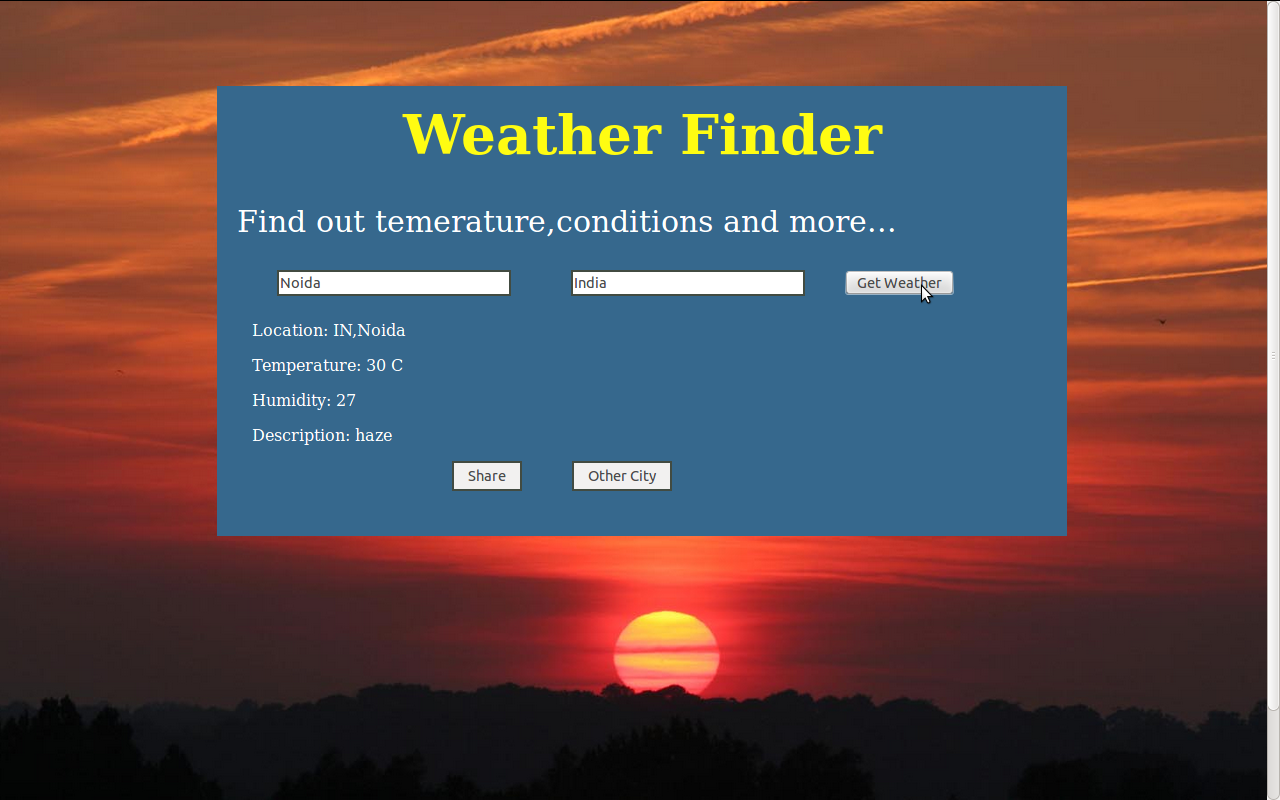 Weather Finder
Find out temerature,conditions and more...
Noida India Get Weather
Location: IN,Noida
Temperature: 30 C
Humidity: 27
Description: haze
Share Other City